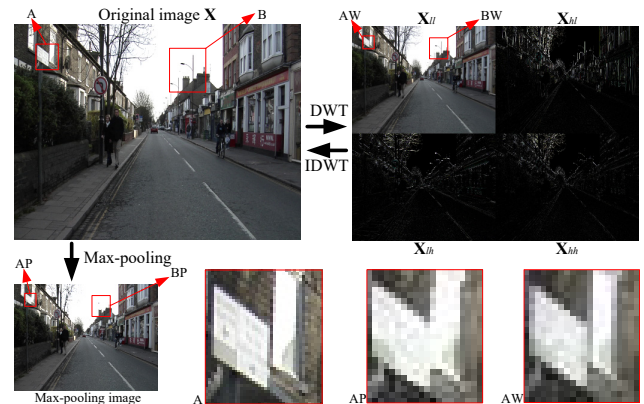 A
Original image X
B
AW
X_ll
BW
X_hl
DWT
IDWT
X_lh
X_hh
Max-pooling
AP
BP
Max-pooling image
A
AP
AW